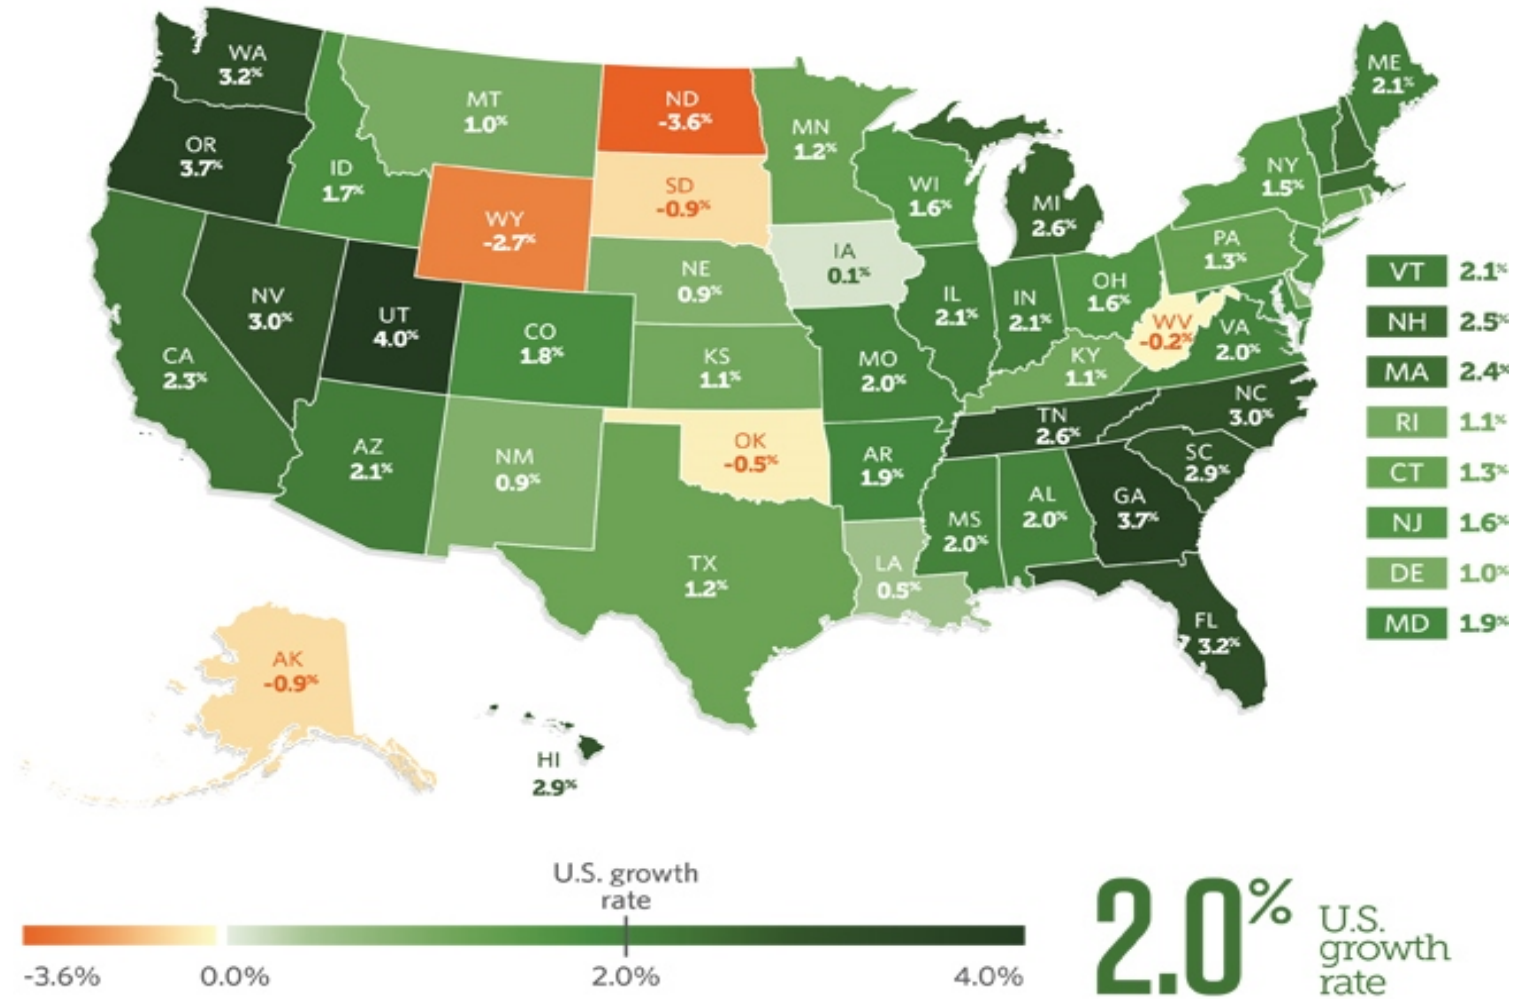 WA
3.2%
OR
3.7%
ID
1.7%
MT
1.0%
ND
-3.6%
MN
1.2%
SD
-0.9%
WY
-2.7%
WI
1.6%
MI
2.6%
NY
1.5%
ME
2.1%
NV
3.0%
UT
4.0%
CA
2.3%
CO
1.8%
NE
0.9%
IA
0.1%
KS
1.1%
MO
2.0%
IL
2.1%
IN
2.1%
OH
1.6%
PA
1.3%
WV
-0.2%
VA
2.0%
KY
1.1%
NC
3.0%
TN
2.6%
SC
2.9%
AZ
2.1%
NM
0.9%
OK
-0.5%
AR
1.9%
TX
1.2%
LA
0.5%
MS
2.0%
AL
2.0%
GA
3.7%
FL
3.2%
AK
-0.9%
HI
2.9%
VT 2.1%
NH 2.5%
MA 2.4%
RI 1.1%
CT 1.3%
NJ 1.6%
DE 1.0%
MD 1.9%
U.S. growth
rate
-3.6% 0.0% 2.0% 4.0%
2.0%
U.S.
growth
rate